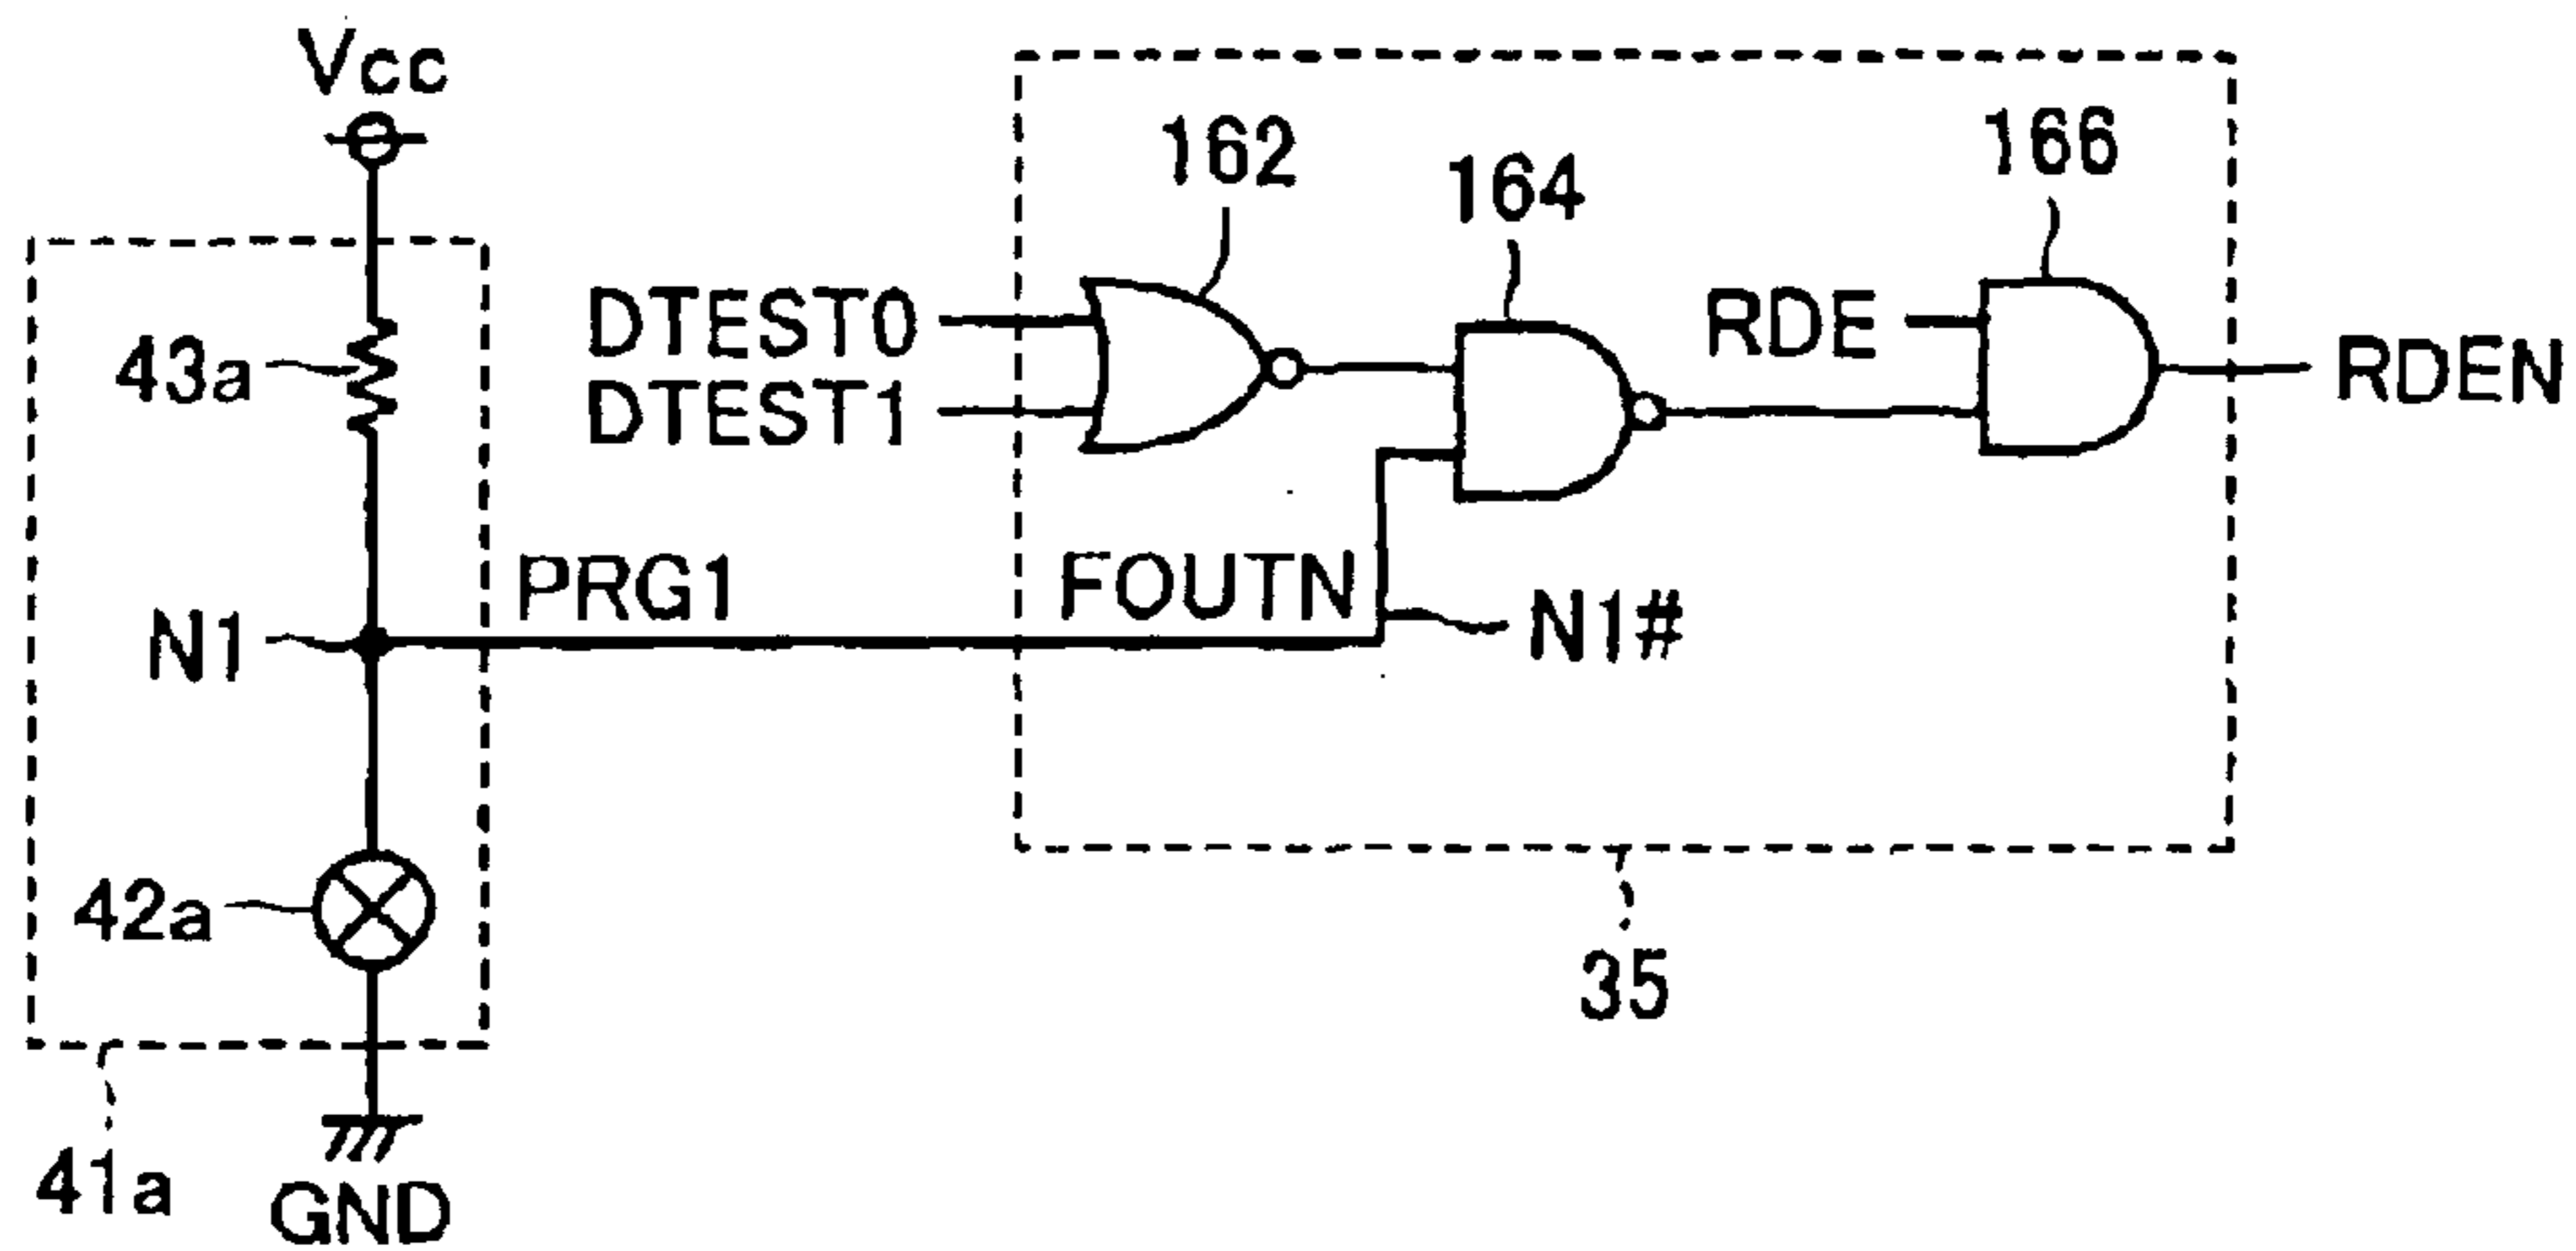 Vcc
162
164
166
DTEST0
RDE
43a
RDEN
DTEST1
PRG1
FOUTN
N1
N1#
42a
35
41a
GND